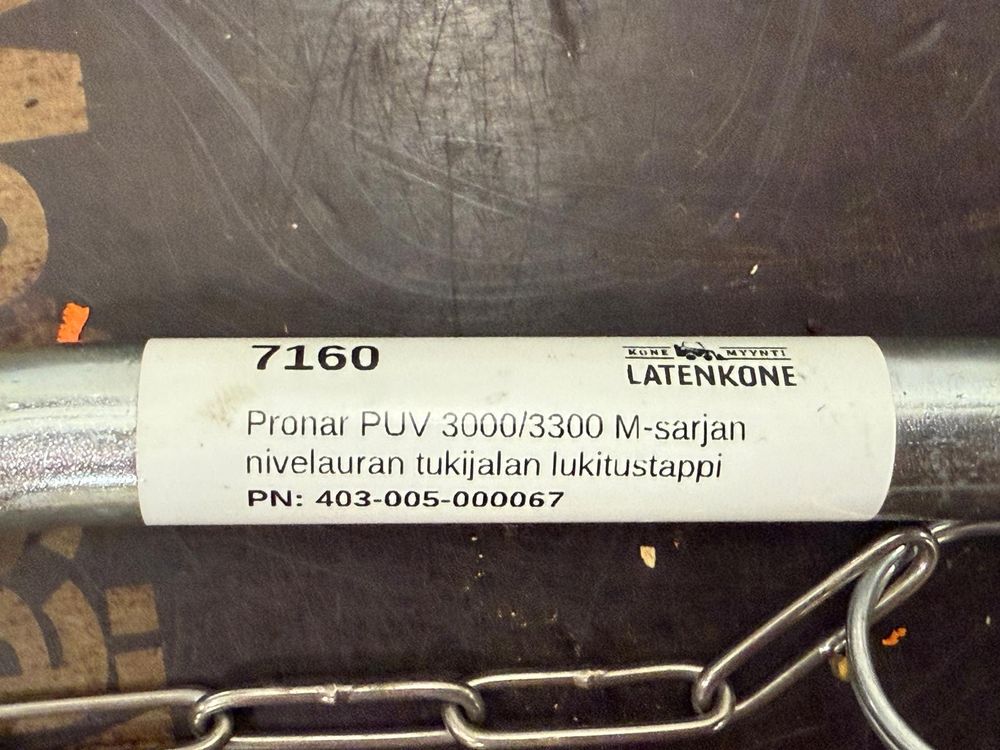 7160
KONE MYYNTI
LATENKONE
Pronar PUV 3000/3300 M-sarjan
nivelauran tukijalan lukitustappi
PN: 403-005-000067